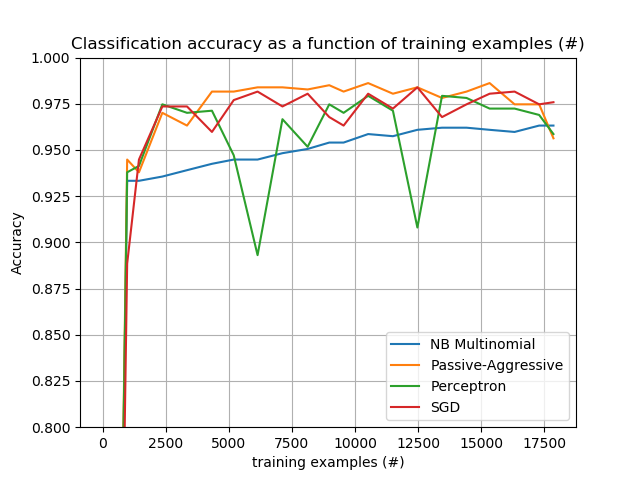 Classification accuracy as a function of training examples (#)
1.000
0.975
0.950
0.925
0.900
0.875
0.850
0.825
0.800
Accuracy
0
2500
5000
7500
10000
12500
15000
17500
training examples (#)
NB Multinomial
Passive-Aggressive
Perceptron
SGD